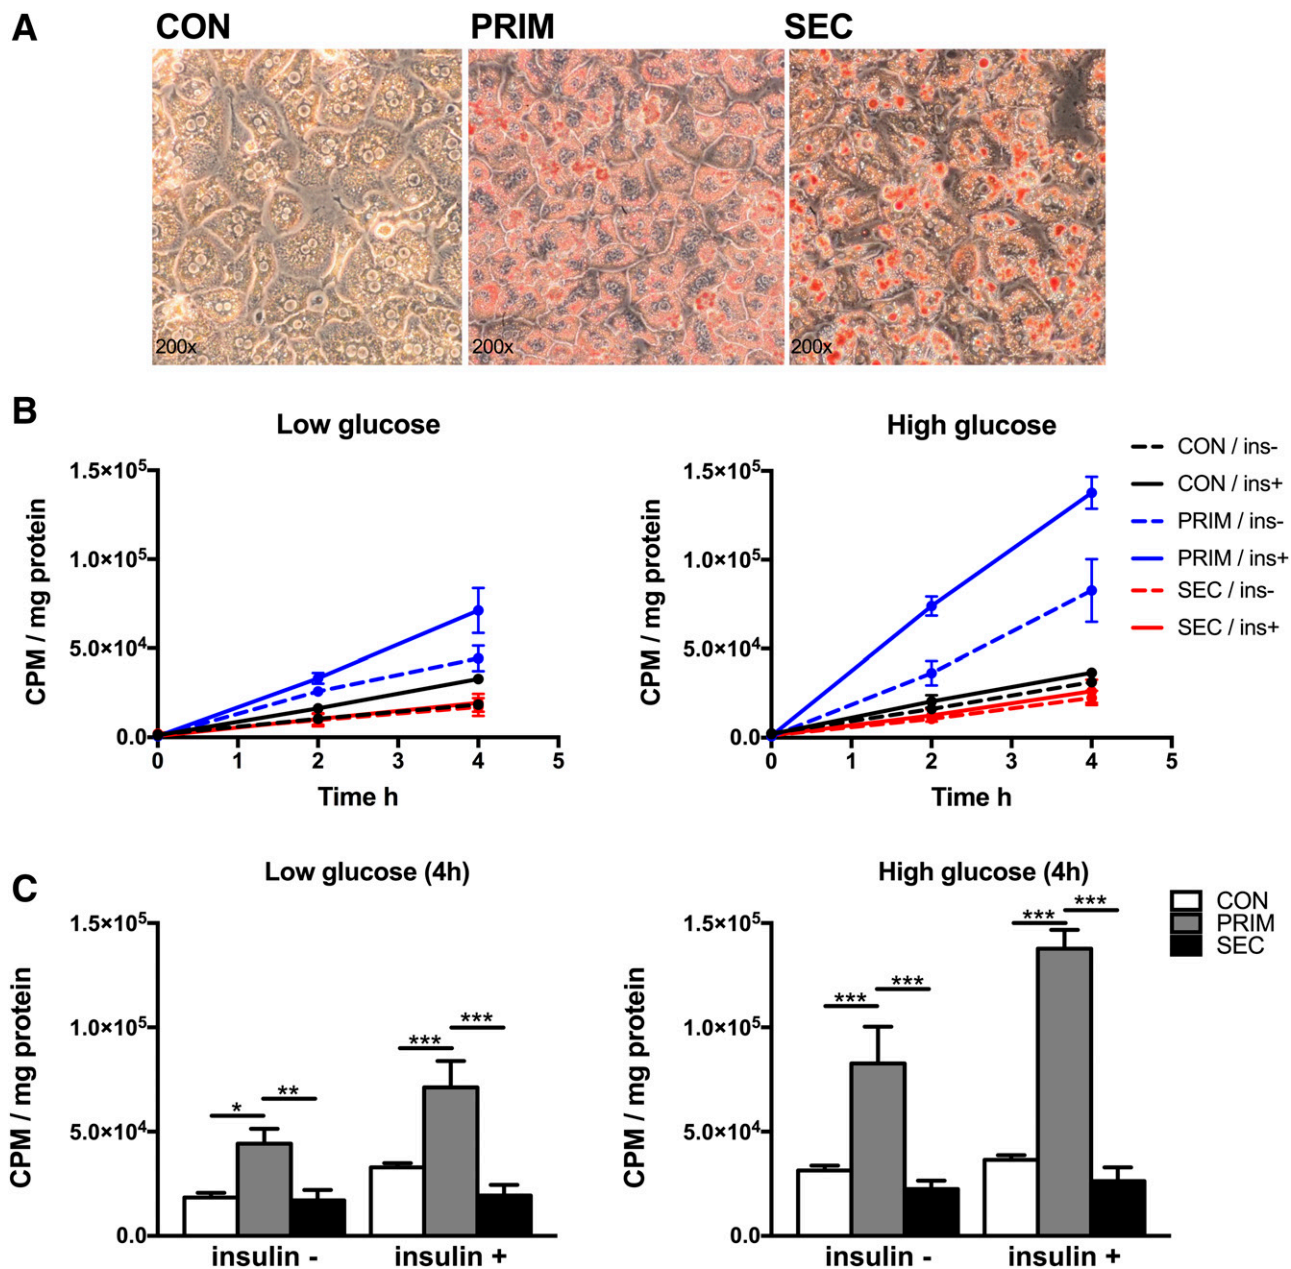 A
CON PRIM SEC
200x 200x 200x
B
Low glucose
CPM / mg protein
1.5×10⁵
1.0×10⁵
5.0×10⁴
0.0
0 1 2 3 4 5
Time h
High glucose
CPM / mg protein
1.5×10⁵
1.0×10⁵
5.0×10⁴
0.0
0 1 2 3 4 5
Time h
CON / ins-
CON / ins+
PRIM / ins-
PRIM / ins+
SEC / ins-
SEC / ins+
C
Low glucose (4h)
CPM / mg protein
1.5×10⁵
1.0×10⁵
5.0×10⁴
0.0
* ** *** ***
insulin - insulin +
High glucose (4h)
CPM / mg protein
1.5×10⁵
1.0×10⁵
5.0×10⁴
0.0
*** *** *** ***
insulin - insulin +
CON
PRIM
SEC